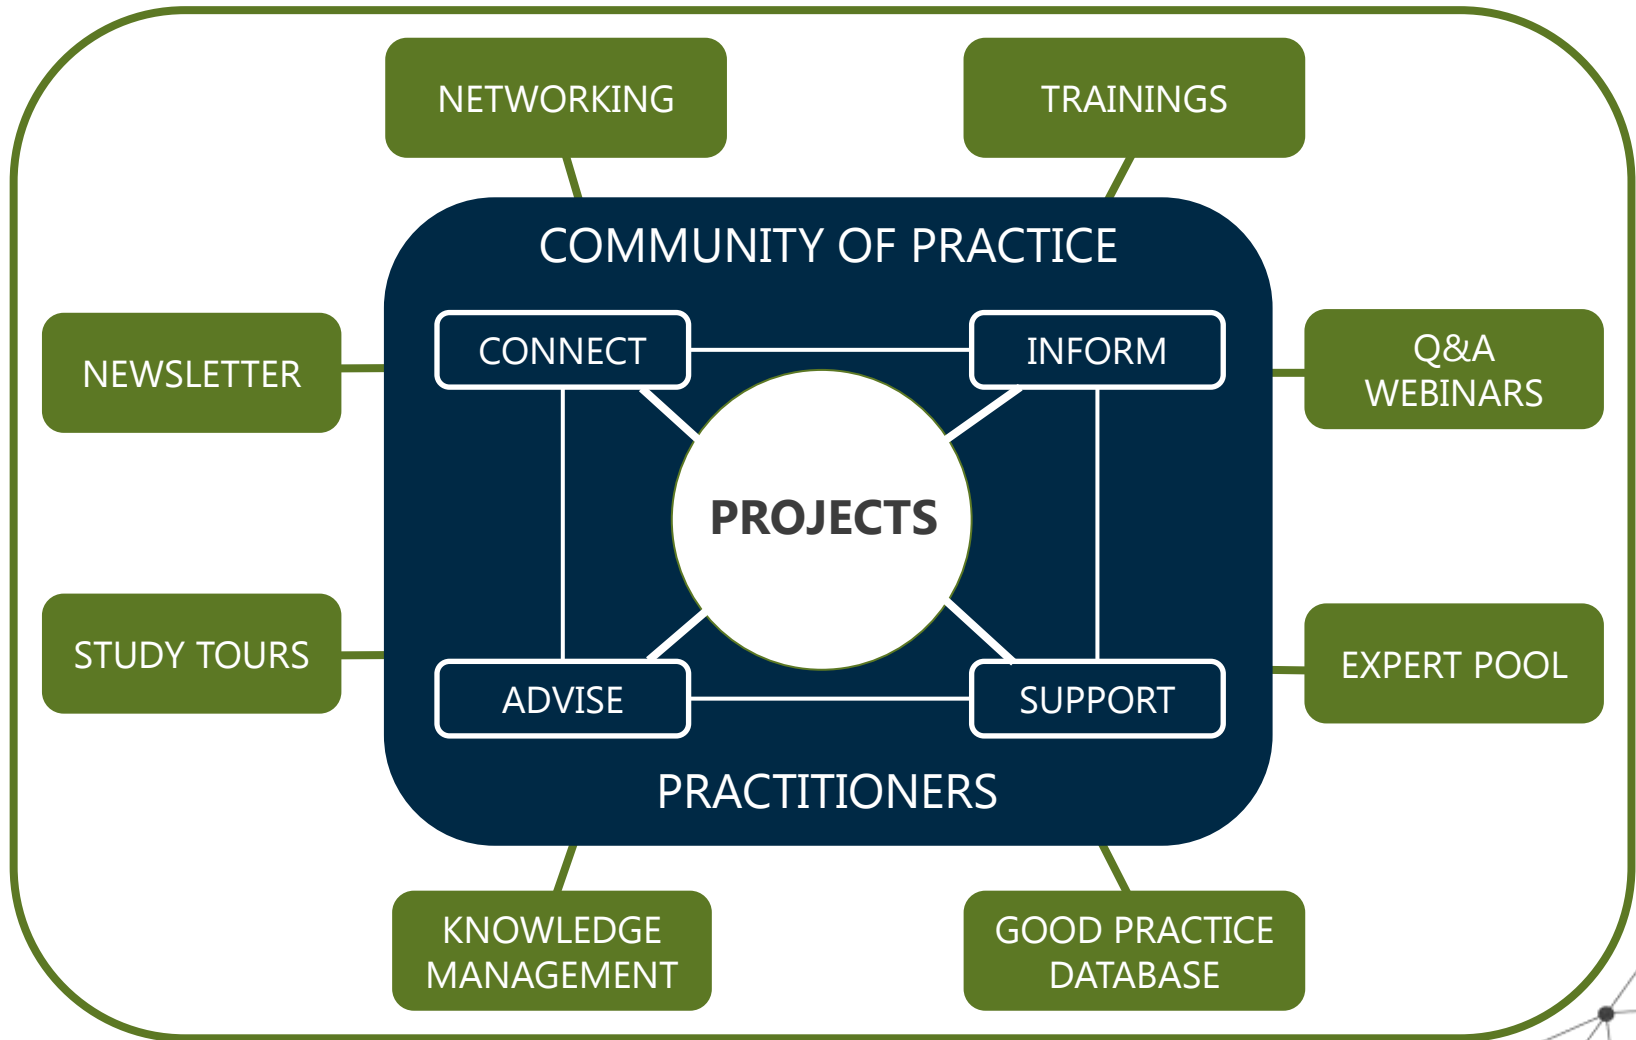 NETWORKING
TRAININGS
COMMUNITY OF PRACTICE
NEWSLETTER
CONNECT
INFORM
Q&A
WEBINARS
PROJECTS
STUDY TOURS
ADVISE
SUPPORT
EXPERT POOL
PRACTITIONERS
KNOWLEDGE
MANAGEMENT
GOOD PRACTICE
DATABASE